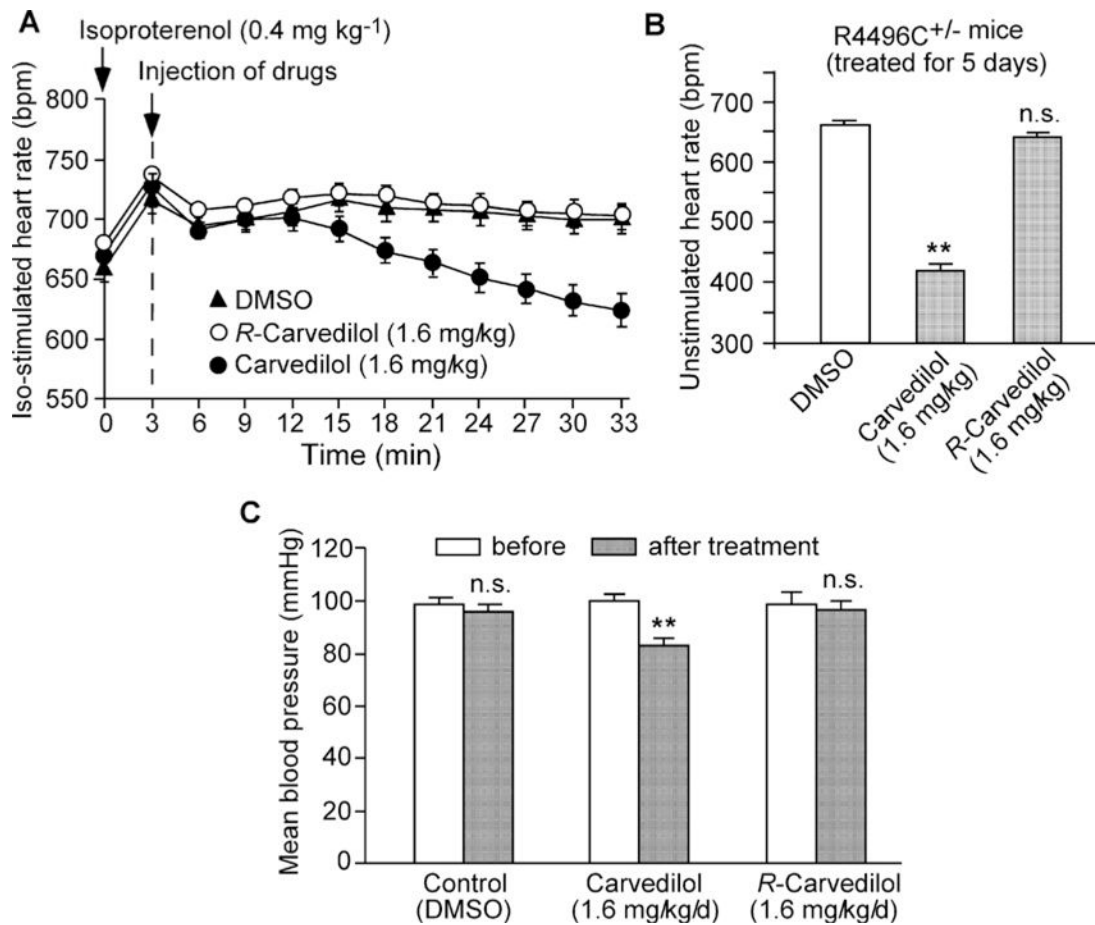 A
Isoproterenol (0.4 mg kg-1)
Injection of drugs
Iso-stimulated heart rate (bpm)
800
750
700
650
600
550
▲ DMSO
○ R-Carvedilol (1.6 mg/kg)
● Carvedilol (1.6 mg/kg)
0 3 6 9 12 15 18 21 24 27 30 33
Time (min)
B
R4496C+/- mice
(treated for 5 days)
Unstimulated heart rate (bpm)
700
600
500
400
300
**
n.s.
DMSO
Carvedilol
(1.6 mg/kg)
R-Carvedilol
(1.6 mg/kg)
C
Mean blood pressure (mmHg)
120
100
80
60
40
20
0
before
after treatment
n.s.
**
n.s.
Control
(DMSO)
Carvedilol
(1.6 mg/kg/d)
R-Carvedilol
(1.6 mg/kg/d)